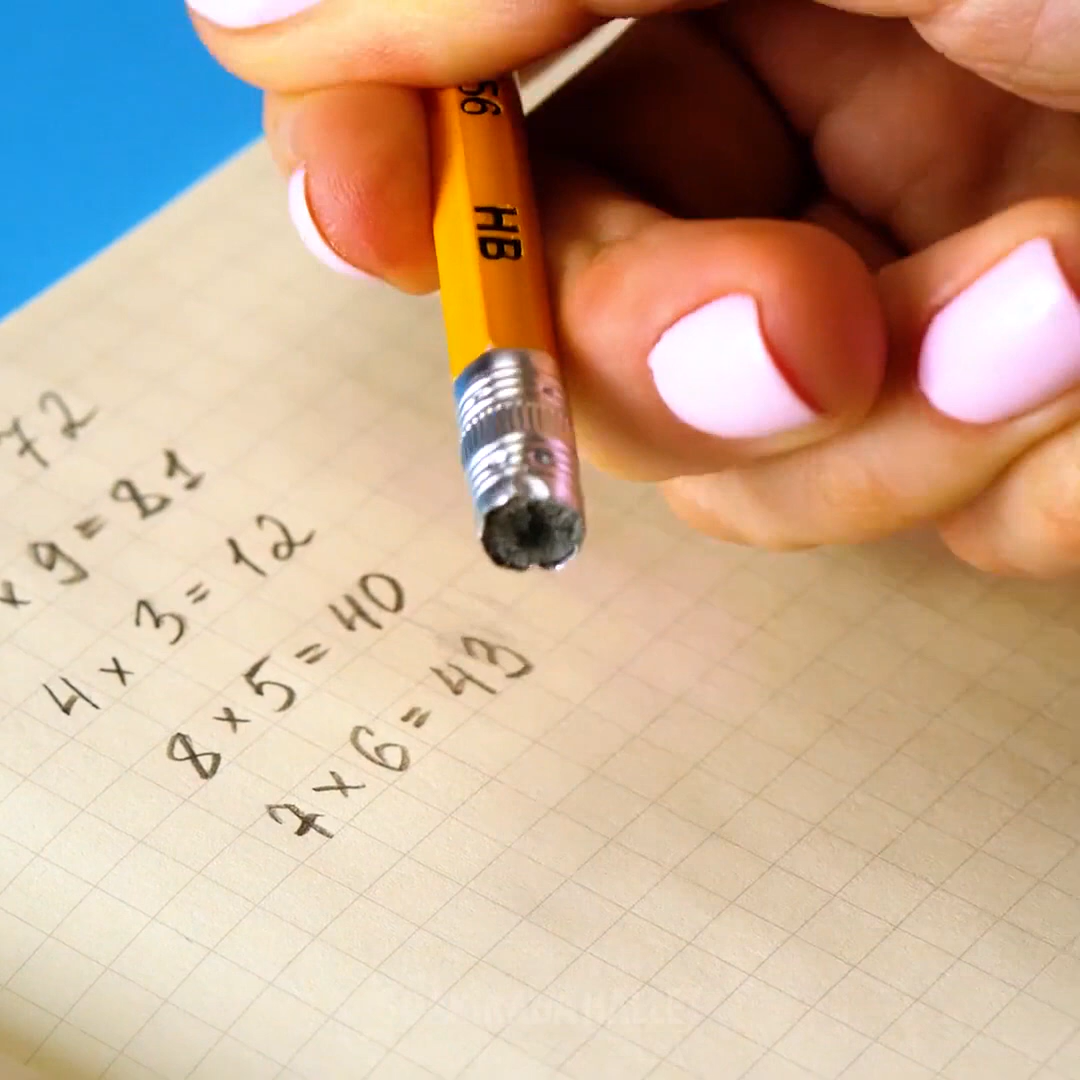 56
HB
72
x 9 = 81
4 x 3 = 12
8 x 5 = 40
7 x 6 = 43